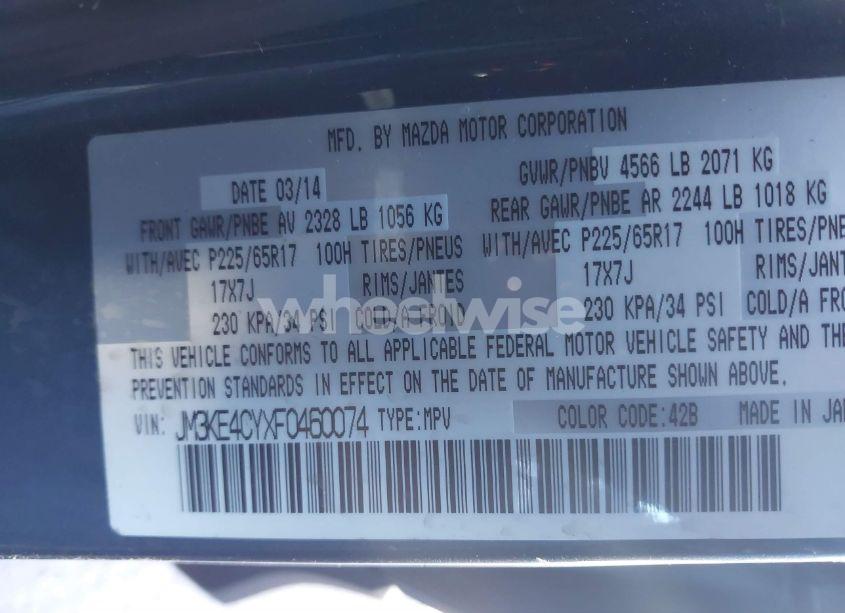 MFD. BY MAZDA MOTOR CORPORATION
DATE 03/14 GVWR/PNBV 4566 LB 2071 KG
FRONT GAWR/PNBE AV 2328 LB 1056 KG REAR GAWR/PNBE AR 2244 LB 1018 KG
WITH/AVEC P225/65R17 100H TIRES/PNEUS WITH/AVEC P225/65R17 100H TIRES/PNE
17X7J RIMS/JANTES 17X7J RIMS/JANT
230 KPA/34 PSI COLD/A FROID 230 KPA/34 PSI COLD/A FRO
wheelwise
THIS VEHICLE CONFORMS TO ALL APPLICABLE FEDERAL MOTOR VEHICLE SAFETY AND THE
PREVENTION STANDARDS IN EFFECT ON THE DATE OF MANUFACTURE SHOWN ABOVE.
VIN: JM3KE4CYXF0460074 TYPE:MPV COLOR CODE:42B MADE IN JA